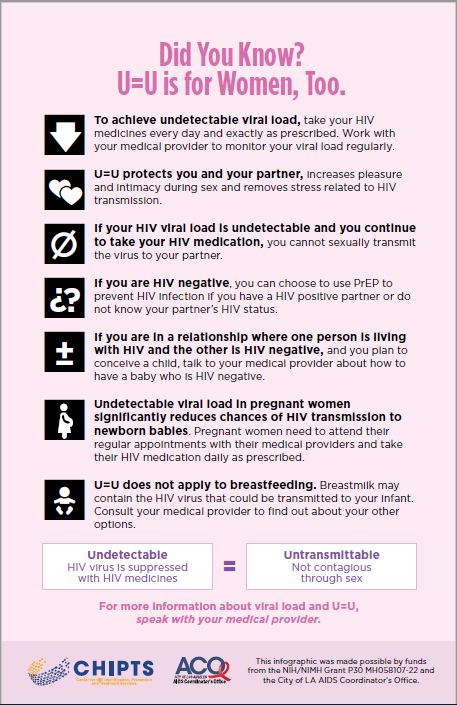 Did You Know?
U=U is for Women, Too.
To achieve undetectable viral load, take your HIV
medicines every day and exactly as prescribed. Work with
your medical provider to monitor your viral load regularly.
U=U protects you and your partner, increases pleasure
and intimacy during sex and removes stress related to HIV
transmission.
If your HIV viral load is undetectable and you continue
to take your HIV medication, you cannot sexually transmit
the virus to your partner.
¿?
If you are HIV negative, you can choose to use PrEP to
prevent HIV infection if you have a HIV positive partner or do
not know your partner's HIV status.
±
If you are in a relationship where one person is living
with HIV and the other is HIV negative, and you plan to
conceive a child, talk to your medical provider about how to
have a baby who is HIV negative.
Undetectable viral load in pregnant women
significantly reduces chances of HIV transmission to
newborn babies. Pregnant women need to attend their
regular appointments with their medical providers and take
their HIV medication daily as prescribed.
U=U does not apply to breastfeeding. Breastmilk may
contain the HIV virus that could be transmitted to your infant.
Consult your medical provider to find out about your other
options.
Undetectable
HIV virus is suppressed
with HIV medicines
=
Untransmittable
Not contagious
through sex
For more information about viral load and U=U,
speak with your medical provider.
CHIPTS
ACO
CITY OF LOS ANGELES
AIDS Coordinator's Office
This infographic was made possible by funds
from the NIH/NIMH Grant P30 MH058107-22 and
the City of LA AIDS Coordinator's Office.